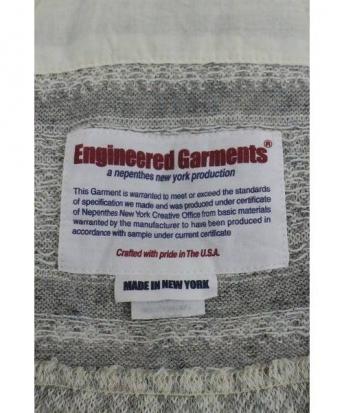 Engineered Garments®
a nepenthes new york production
This Garment is warranted to meet or exceed the standards
of specification we made and was produced under certificate
of Nepenthes New York Creative Office from basic materials
warranted by the manufacturer to have been produced in
accordance with sample under current certificate
Crafted with pride in The U.S.A.
MADE IN NEW YORK